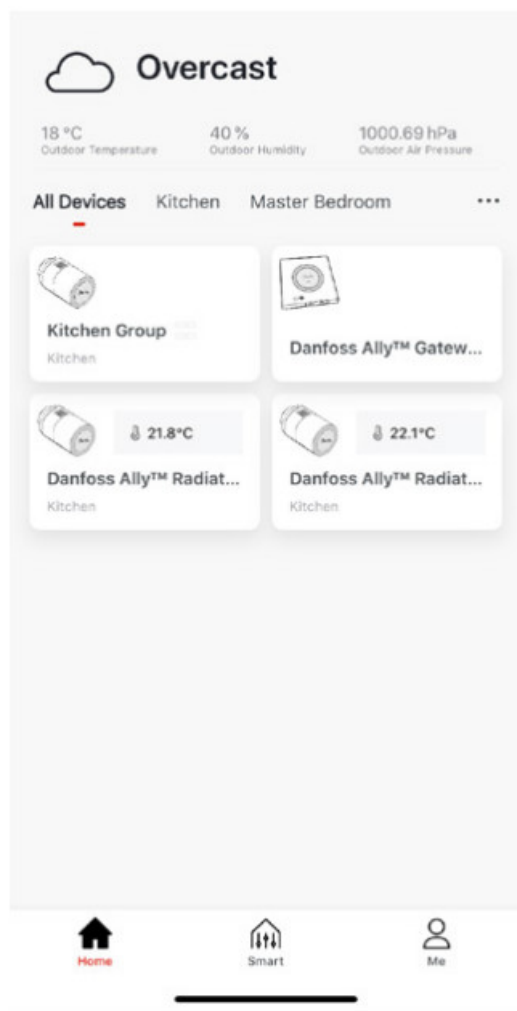 Overcast
18 °C 40 % 1000.69 hPa
Outdoor Temperature Outdoor Humidity Outdoor Air Pressure
All Devices Kitchen Master Bedroom ...
Kitchen Group
Kitchen
Danfoss Ally™ Gatew...
21.8°C
Danfoss Ally™ Radiat...
Kitchen
22.1°C
Danfoss Ally™ Radiat...
Kitchen
Home Smart Me